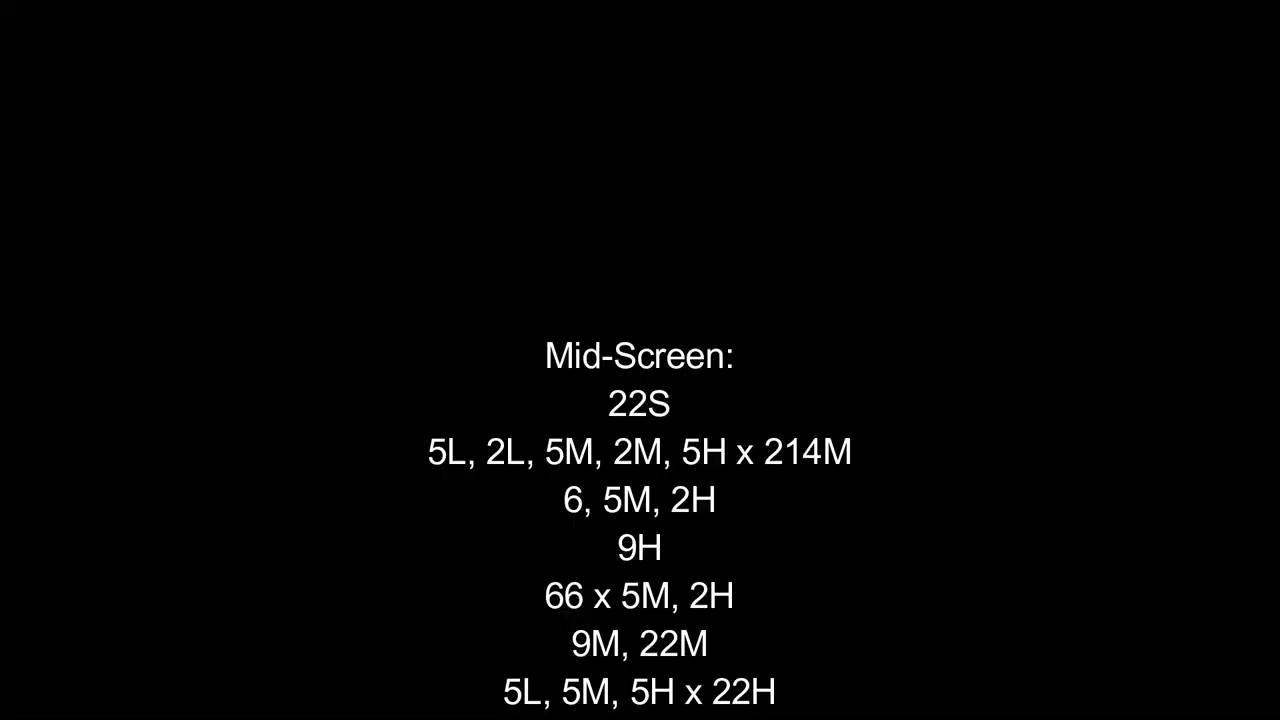 Mid-Screen:
22S
5L, 2L, 5M, 2M, 5H x 214M
6, 5M, 2H
9H
66 x 5M, 2H
9M, 22M
5L, 5M, 5H x 22H